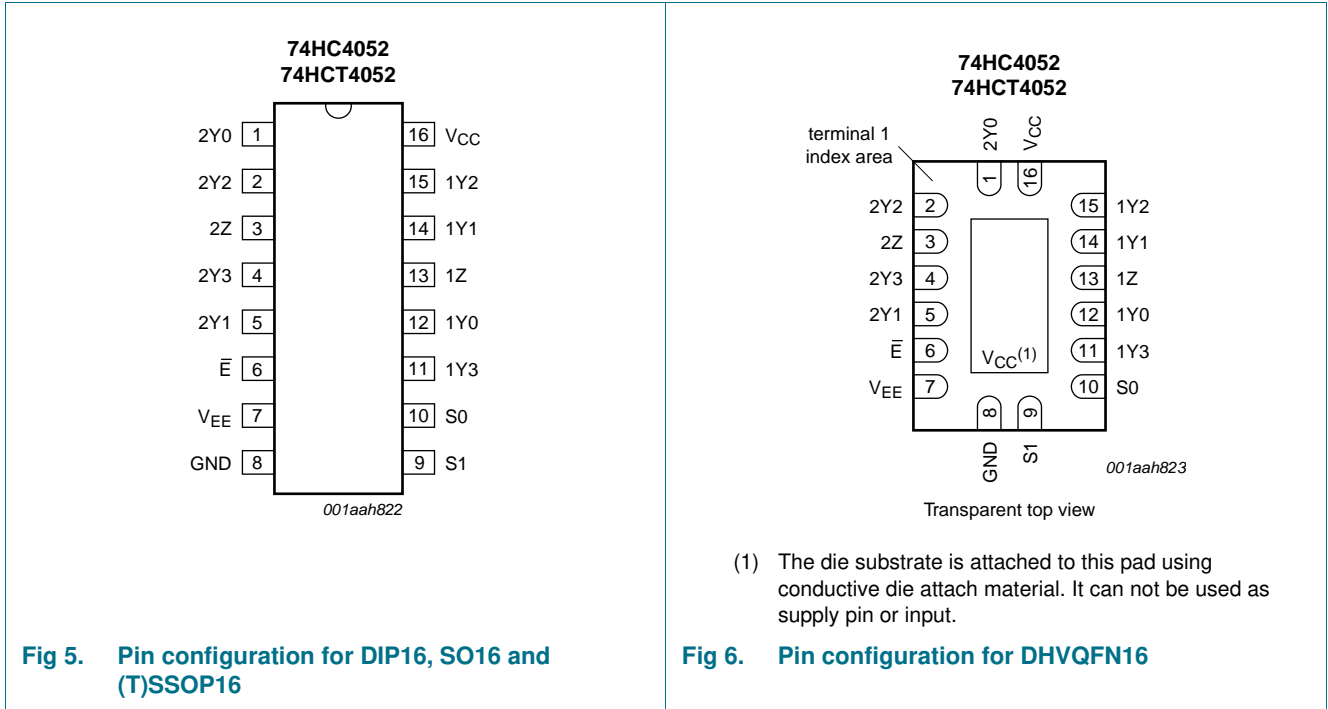 74HC4052
74HCT4052
2Y0 1
16 VCC
2Y2 2
15 1Y2
2Z 3
14 1Y1
2Y3 4
13 1Z
2Y1 5
12 1Y0
E̅ 6
11 1Y3
VEE 7
10 S0
GND 8
9 S1
001aah822
Fig 5. Pin configuration for DIP16, SO16 and
(T)SSOP16
74HC4052
74HCT4052
terminal 1
index area
2Y0
VCC
1
16
2Y2 2
15 1Y2
2Z 3
14 1Y1
2Y3 4
13 1Z
2Y1 5
12 1Y0
E̅ 6
VCC(1)
11 1Y3
VEE 7
10 S0
8
9
GND
S1
001aah823
Transparent top view
(1) The die substrate is attached to this pad using
conductive die attach material. It can not be used as
supply pin or input.
Fig 6. Pin configuration for DHVQFN16